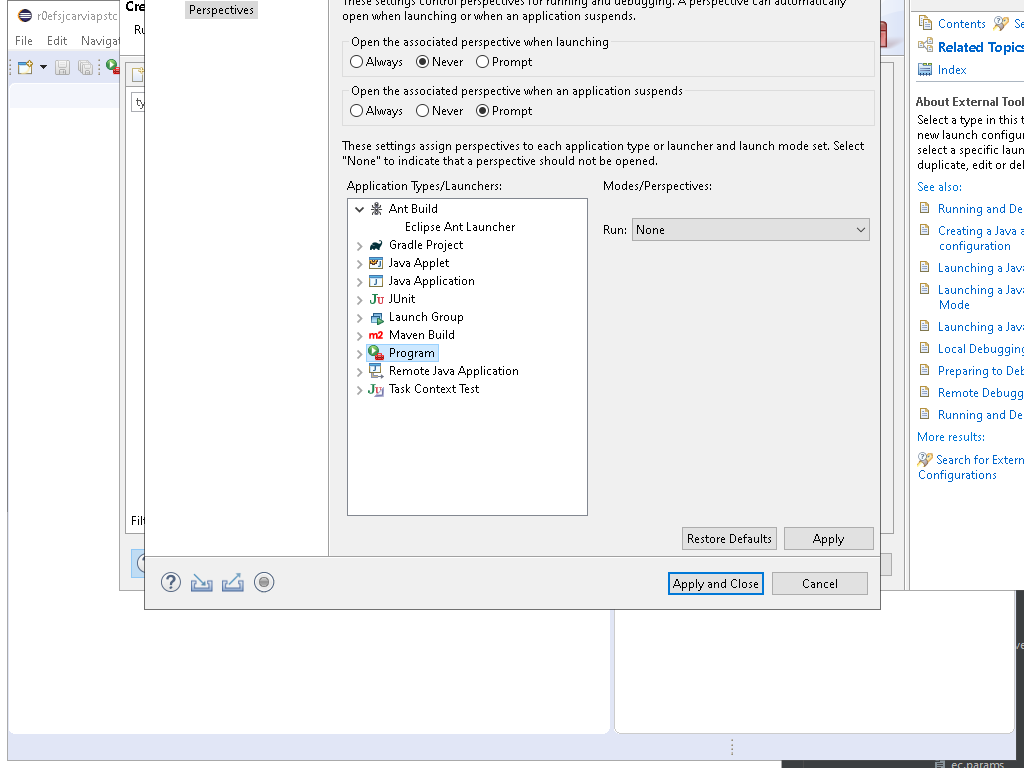 r0efsjcarviapstc
File Edit Navigat
Cre
Ru
ty
Filt
Perspectives
These settings control perspectives for running and debugging. A perspective can automatically
open when launching or when an application suspends.
Open the associated perspective when launching
Always Never Prompt
Open the associated perspective when an application suspends
Always Never Prompt
These settings assign perspectives to each application type or launcher and launch mode set. Select
"None" to indicate that a perspective should not be opened.
Application Types/Launchers:
Ant Build
Eclipse Ant Launcher
Gradle Project
Java Applet
Java Application
JUnit
Launch Group
m2 Maven Build
Program
Remote Java Application
Task Context Test
Modes/Perspectives:
Run: None
Restore Defaults Apply
Apply and Close Cancel
Contents Se
Related Topics
Index
About External Tool
Select a type in this t
new launch configur
select a specific laun
duplicate, edit or del
See also:
Running and De
Creating a Java a
configuration
Launching a Java
Launching a Java
Mode
Launching a Java
Local Debugging
Preparing to Deb
Remote Debugg
Running and De
More results:
Search for Extern
Configurations
ec.params